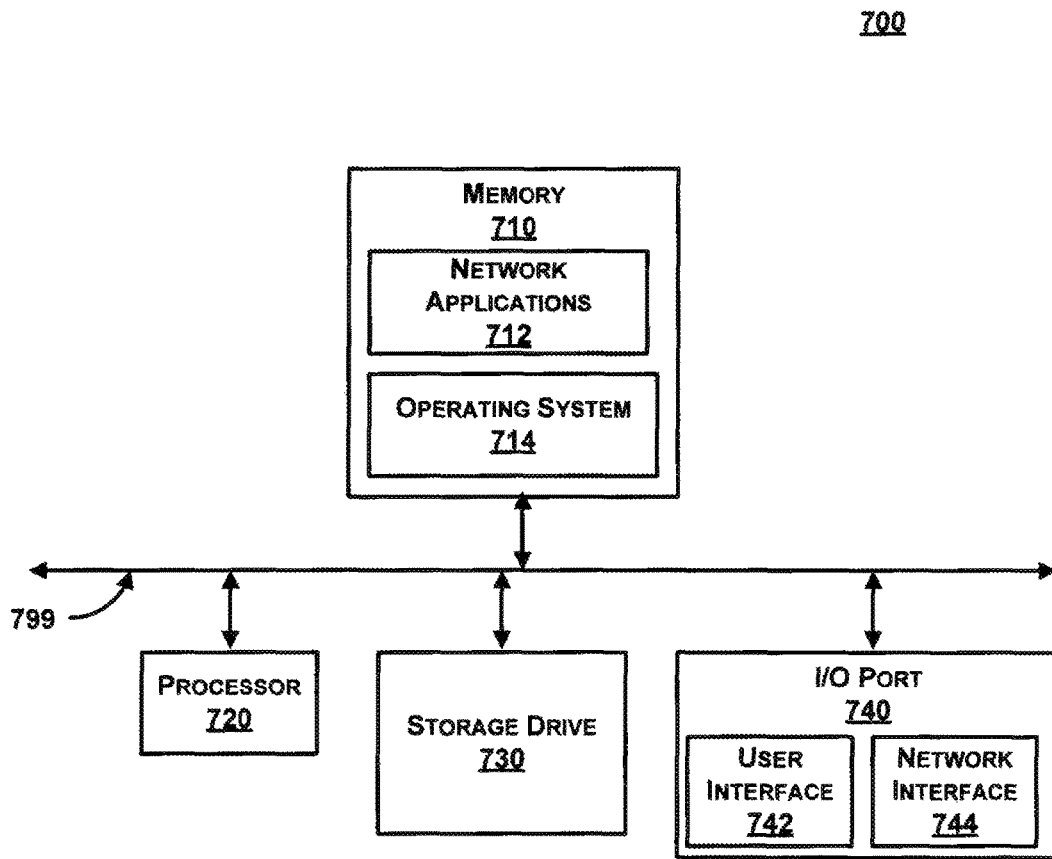 700
MEMORY
710
NETWORK
APPLICATIONS
712
OPERATING SYSTEM
714
799
PROCESSOR
720
STORAGE DRIVE
730
I/O PORT
740
USER
INTERFACE
742
NETWORK
INTERFACE
744